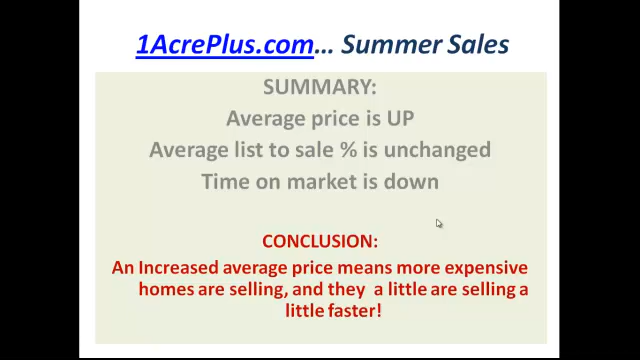 1AcrePlus.com... Summer Sales
SUMMARY:
Average price is UP
Average list to sale % is unchanged
Time on market is down
CONCLUSION:
An Increased average price means more expensive
homes are selling, and they a little are selling a
little faster!